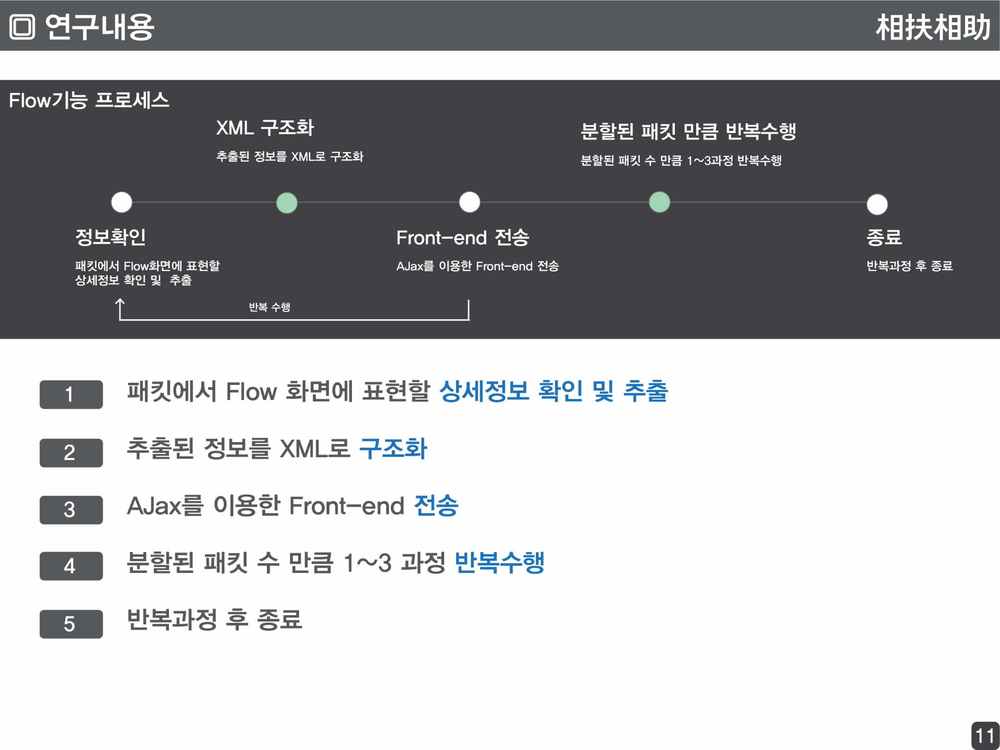 연구내용
相扶相助
Flow기능 프로세스
XML 구조화
추출된 정보를 XML로 구조화
분할된 패킷 만큼 반복수행
분할된 패킷 수 만큼 1~3과정 반복수행
정보확인
패킷에서 Flow화면에 표현할
상세정보 확인 및 추출
Front-end 전송
AJax를 이용한 Front-end 전송
종료
반복과정 후 종료
반복 수행
1 패킷에서 Flow 화면에 표현할 상세정보 확인 및 추출
2 추출된 정보를 XML로 구조화
3 AJax를 이용한 Front-end 전송
4 분할된 패킷 수 만큼 1~3 과정 반복수행
5 반복과정 후 종료
11